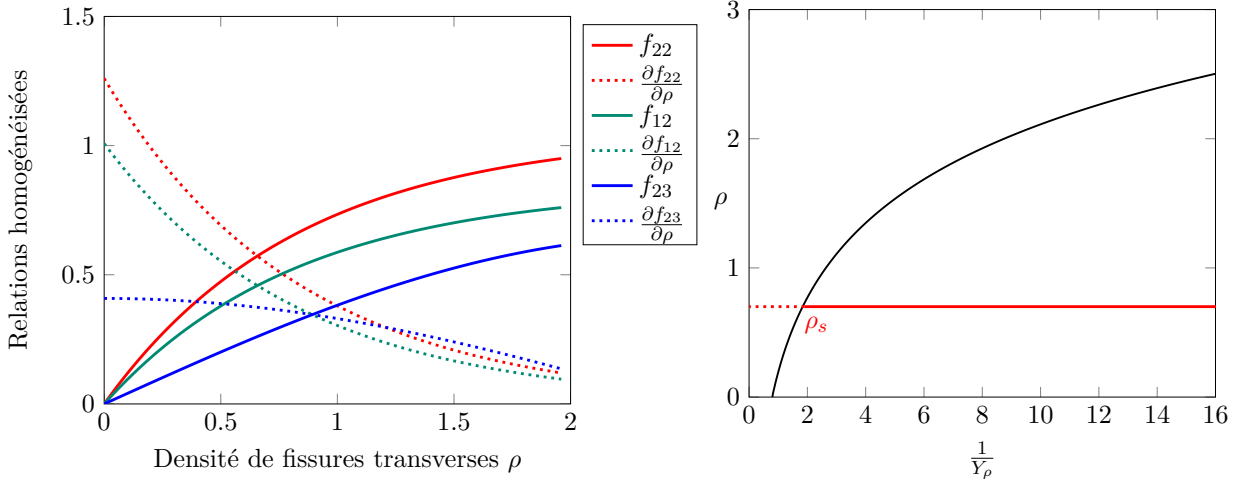 Relations homogénéisées
1.5
1
0.5
0
0
0.5
1
1.5
2
Densité de fissures transverses ρ
f₂₂
∂f₂₂/∂ρ
f₁₂
∂f₁₂/∂ρ
f₂₃
∂f₂₃/∂ρ
ρ
3
2
1
0
ρₛ
0
2
4
6
8
10
12
14
16
1/Y_ρ